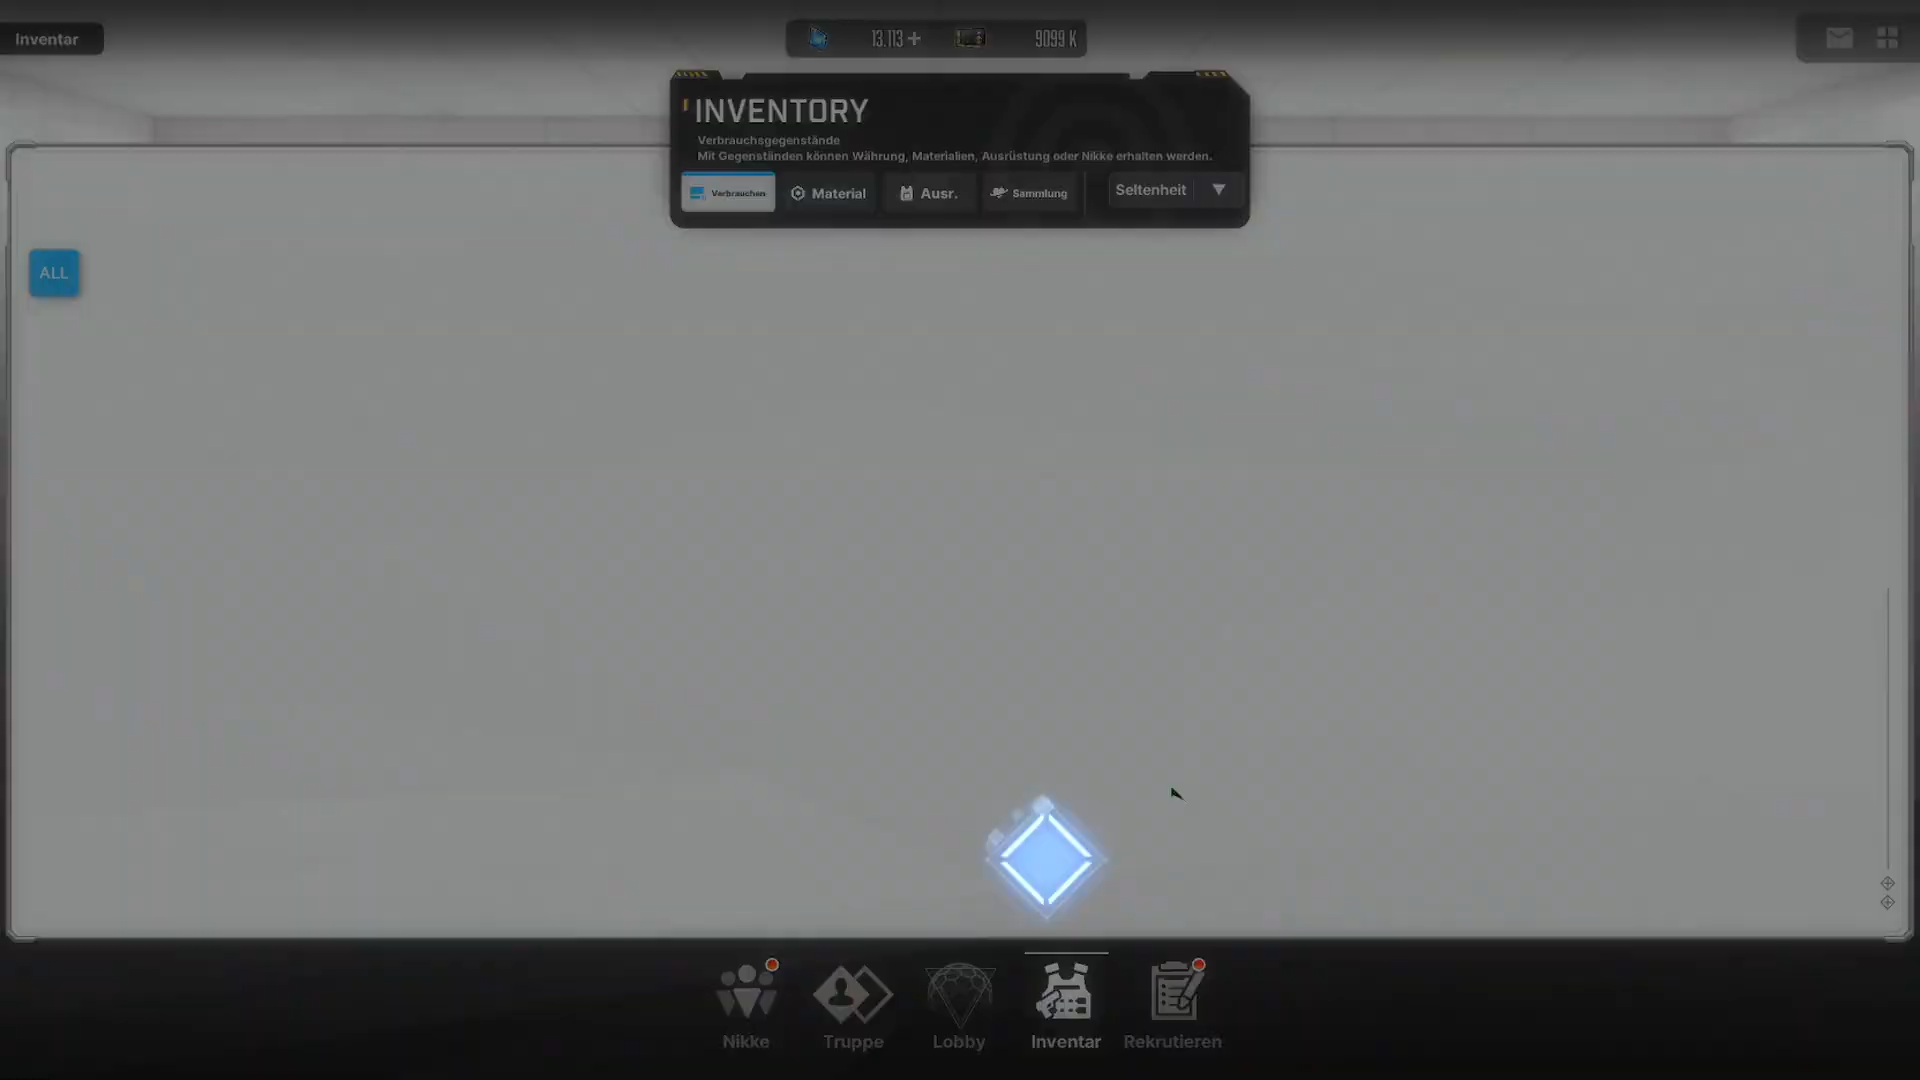 Inventar
13.113
9099 K
INVENTORY
Verbrauchsgegenstände
Mit Gegenständen können Währung, Materialien, Ausrüstung oder Nikke erhalten werden.
Verbrauchen
Material
Ausr.
Sammlung
Seltenheit
ALL
Nikke
Truppe
Lobby
Inventar
Rekrutieren